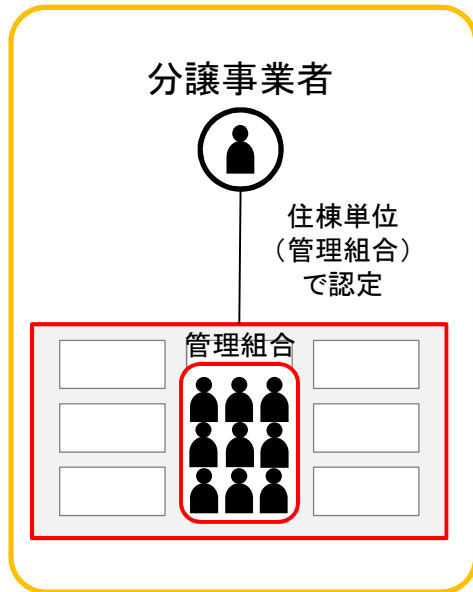 分譲事業者
住棟単位
（管理組合）
で認定
管理組合